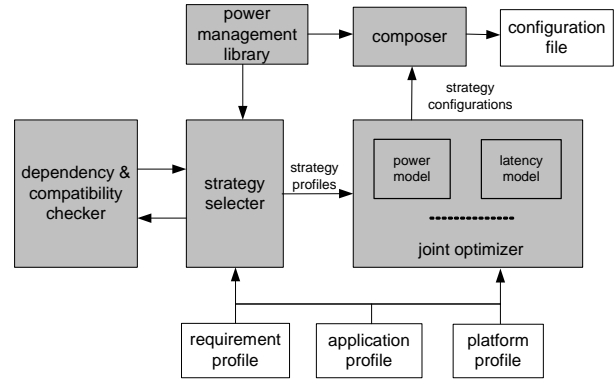 power
management
library
composer
configuration
file
strategy
configurations
dependency &
compatibility
checker
strategy
selecter
strategy
profiles
power
model
latency
model
joint optimizer
requirement
profile
application
profile
platform
profile